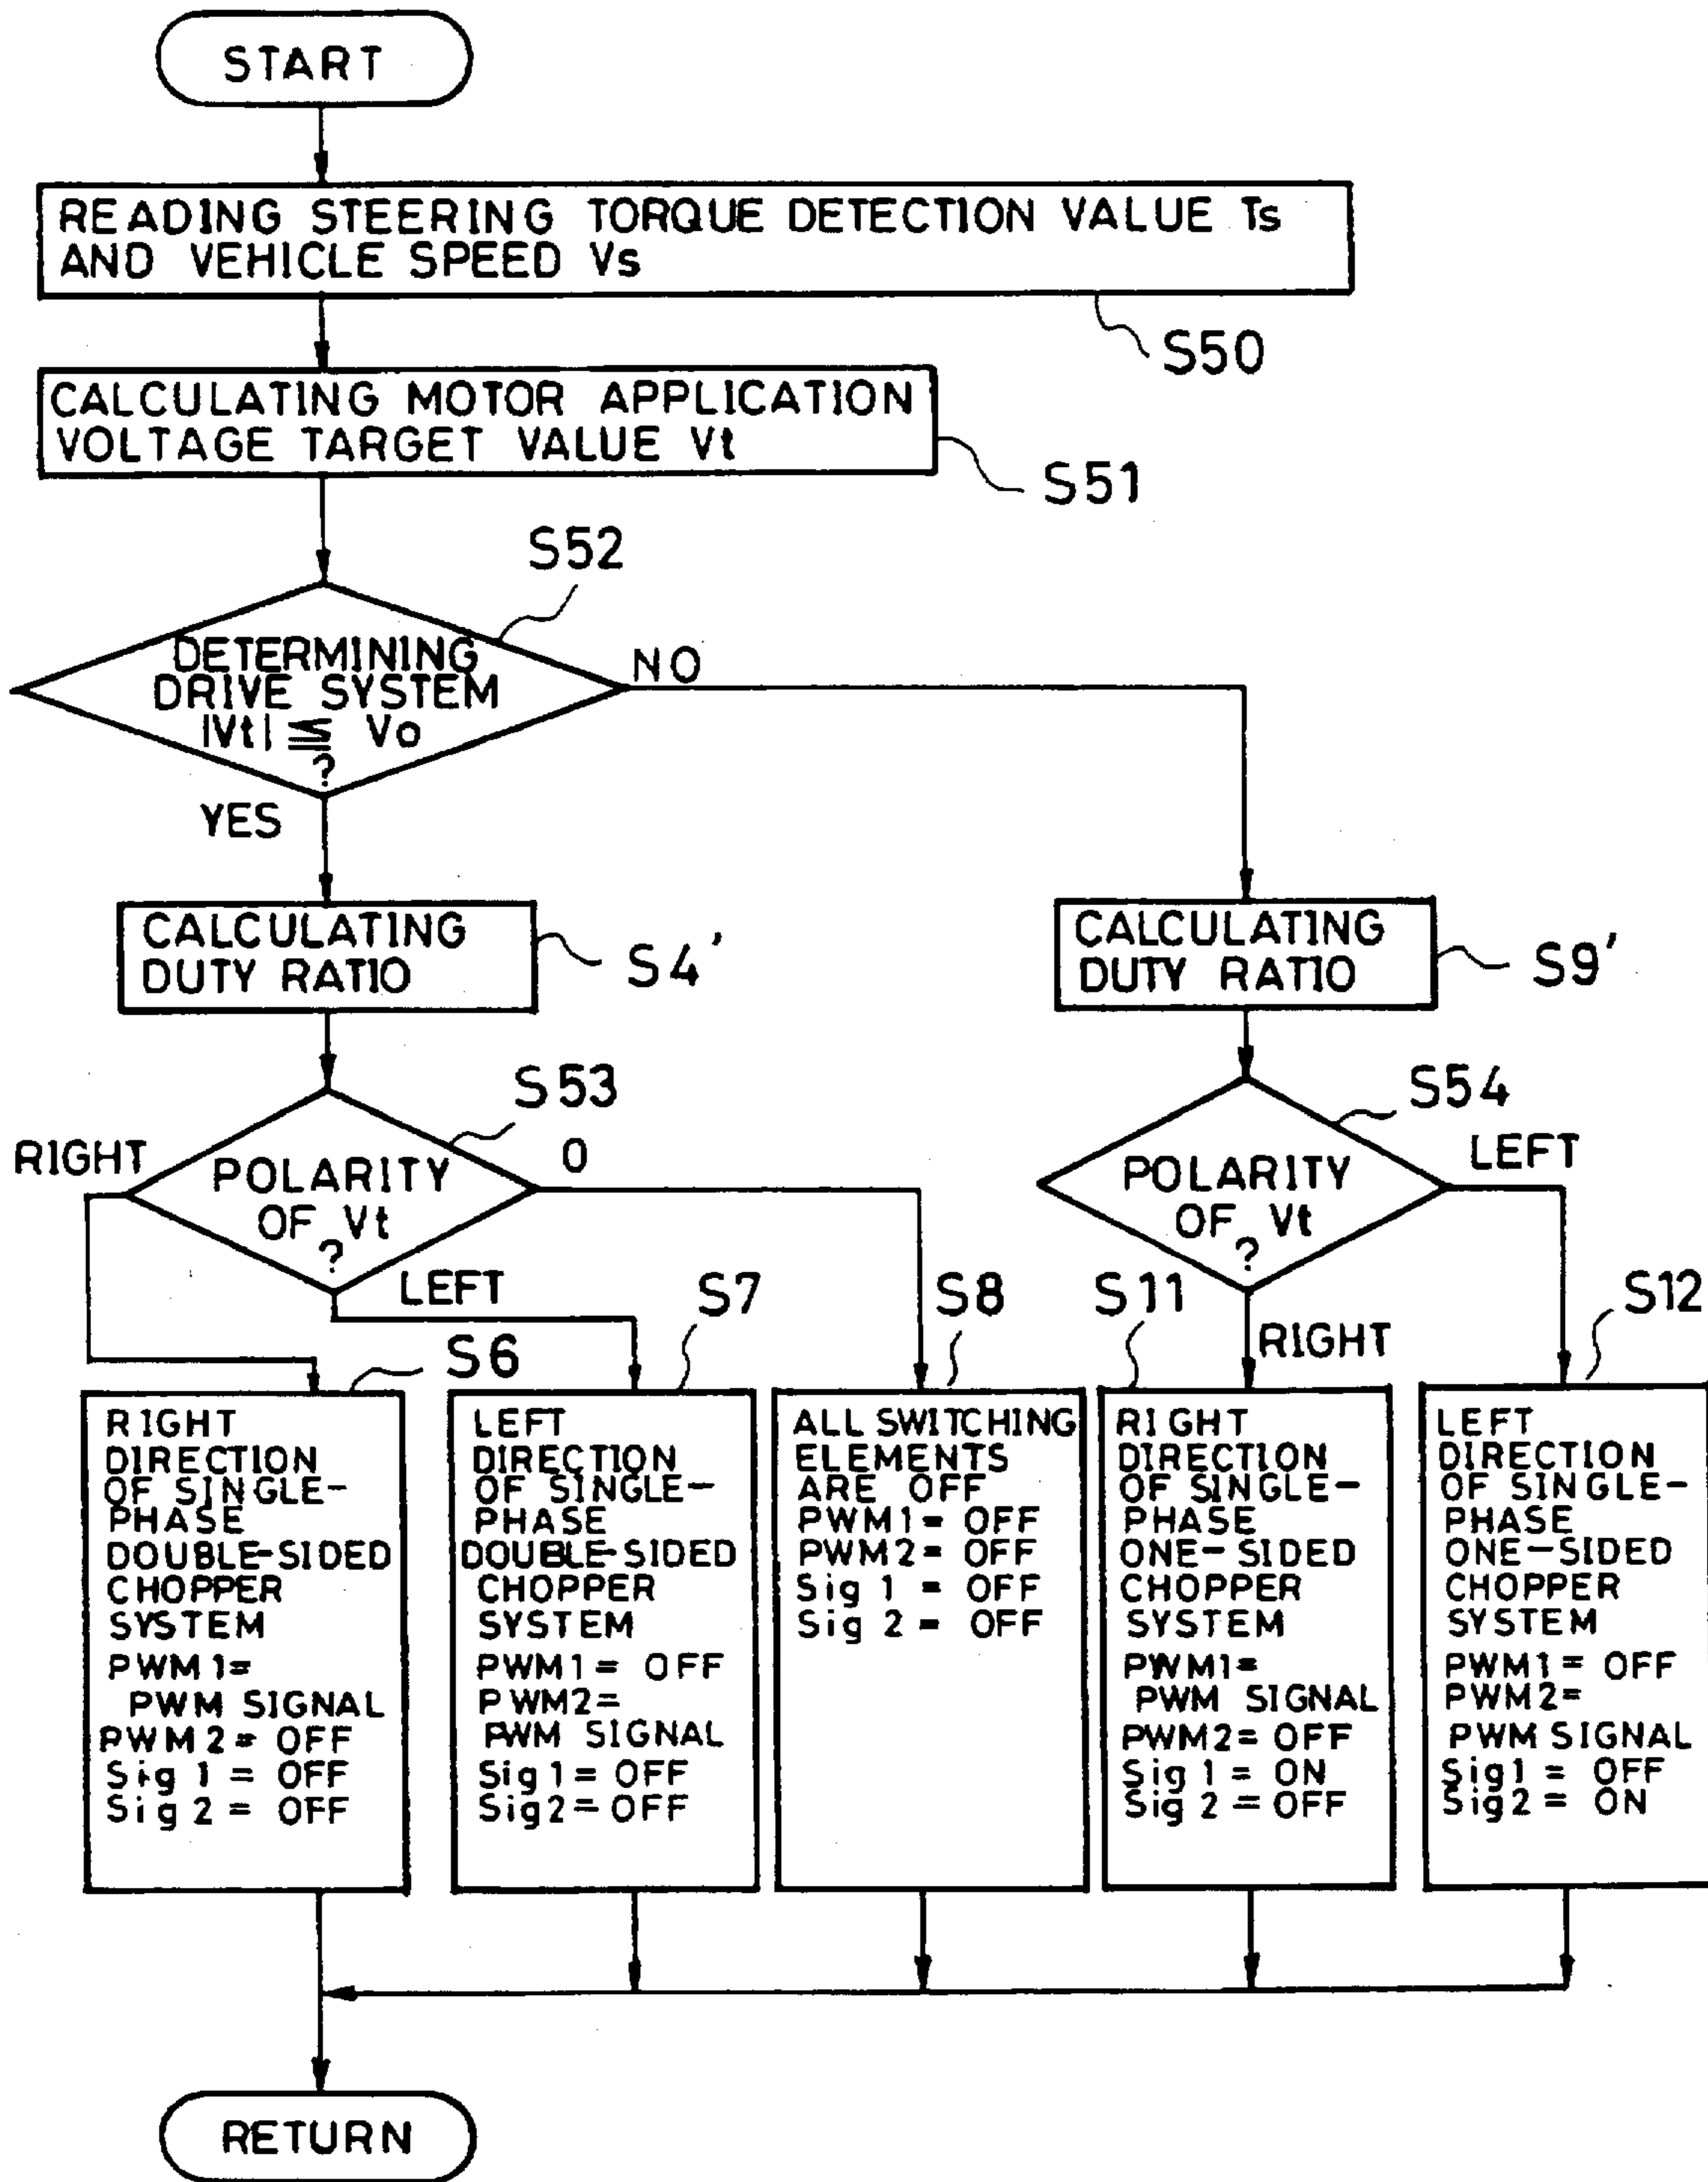 START
READING STEERING TORQUE DETECTION VALUE Ts
AND VEHICLE SPEED Vs
S50
CALCULATING MOTOR APPLICATION
VOLTAGE TARGET VALUE Vt
S51
S52
DETERMINING
DRIVE SYSTEM
|Vt| ≦ Vo
?
NO
YES
CALCULATING
DUTY RATIO
S4'
CALCULATING
DUTY RATIO
S9'
S53
RIGHT
POLARITY
OF Vt
?
0
LEFT
S54
POLARITY
OF Vt
?
LEFT
RIGHT
S6
RIGHT
DIRECTION
OF SINGLE-
PHASE
DOUBLE-SIDED
CHOPPER
SYSTEM
PWM1=
PWM SIGNAL
PWM2= OFF
Sig 1 = OFF
Sig 2 = OFF
S7
LEFT
DIRECTION
OF SINGLE-
PHASE
DOUBLE-SIDED
CHOPPER
SYSTEM
PWM1= OFF
PWM2=
PWM SIGNAL
Sig1= OFF
Sig2= OFF
S8
ALL SWITCHING
ELEMENTS
ARE OFF
PWM1= OFF
PWM2= OFF
Sig 1 = OFF
Sig 2 = OFF
S11
RIGHT
DIRECTION
OF SINGLE-
PHASE
ONE-SIDED
CHOPPER
SYSTEM
PWM1=
PWM SIGNAL
PWM2= OFF
Sig 1 = ON
Sig 2 = OFF
S12
LEFT
DIRECTION
OF SINGLE-
PHASE
ONE-SIDED
CHOPPER
SYSTEM
PWM1= OFF
PWM2=
PWM SIGNAL
Sig1 = OFF
Sig2 = ON
RETURN